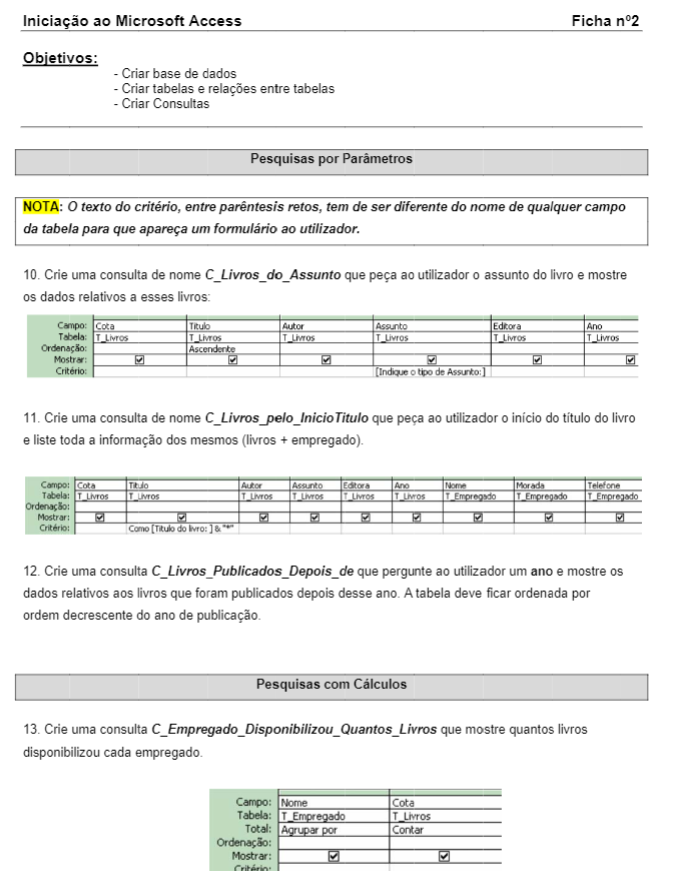 Iniciação ao Microsoft Access Ficha nº2
Objetivos:
- Criar base de dados
- Criar tabelas e relações entre tabelas
- Criar Consultas
Pesquisas por Parâmetros
NOTA: O texto do critério, entre parêntesis retos, tem de ser diferente do nome de qualquer campo
da tabela para que apareça um formulário ao utilizador.
10. Crie uma consulta de nome C_Livros_do_Assunto que peça ao utilizador o assunto do livro e mostre
os dados relativos a esses livros:
Campo: Cota Titulo Autor Assunto Editora Ano
Tabela: T_Livros T_Livros T_Livros T_Livros T_Livros T_Livros
Ordenação: Ascendente
Mostrar:
Critério: [Indique o tipo de Assunto:]
11. Crie uma consulta de nome C_Livros_pelo_InicioTitulo que peça ao utilizador o início do título do livro
e liste toda a informação dos mesmos (livros + empregado).
Campo: Cota Titulo Autor Assunto Editora Ano Nome Morada Telefone
Tabela: T_Livros T_Livros T_Livros T_Livros T_Livros T_Livros T_Empregado T_Empregado T_Empregado
Ordenação:
Mostrar:
Critério: Como [Titulo do livro: ] & "*"
12. Crie uma consulta C_Livros_Publicados_Depois_de que pergunte ao utilizador um ano e mostre os
dados relativos aos livros que foram publicados depois desse ano. A tabela deve ficar ordenada por
ordem decrescente do ano de publicação.
Pesquisas com Cálculos
13. Crie uma consulta C_Empregado_Disponibilizou_Quantos_Livros que mostre quantos livros
disponibilizou cada empregado.
Campo: Nome Cota
Tabela: T_Empregado T_Livros
Total: Agrupar por Contar
Ordenação:
Mostrar:
Critério: